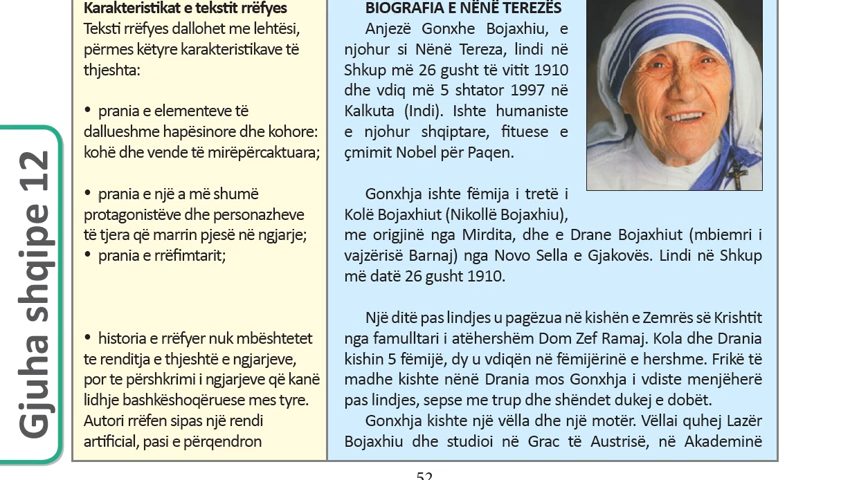 Karakteristikat e tekstit rrëfyes
Teksti rrëfyes dallohet me lehtësi,
përmes këtyre karakteristikave të
thjeshta:
• prania e elementeve të
dallueshme hapësinore dhe kohore:
kohë dhe vende të mirëpërcaktuara;
• prania e një a më shumë
protagonistëve dhe personazheve
të tjera që marrin pjesë në ngjarje;
• prania e rrëfimtarit;
• historia e rrëfyer nuk mbështetet
te renditja e thjeshtë e ngjarjeve,
por te përshkrimi i ngjarjeve që kanë
lidhje bashkëshoqëruese mes tyre.
Autori rrëfen sipas një rendi
artificial, pasi e përqendron
BIOGRAFIA E NËNË TEREZËS
Anjezë Gonxhe Bojaxhiu, e
njohur si Nënë Tereza, lindi në
Shkup më 26 gusht të vitit 1910
dhe vdiq më 5 shtator 1997 në
Kalkuta (Indi). Ishte humaniste
e njohur shqiptare, fituese e
çmimit Nobel për Paqen.
Gonxhja ishte fëmija i tretë i
Kolë Bojaxhiut (Nikollë Bojaxhiu),
me origjinë nga Mirdita, dhe e Drane Bojaxhiut (mbiemri i
vajzërisë Barnaj) nga Novo Sella e Gjakovës. Lindi në Shkup
më datë 26 gusht 1910.
Një ditë pas lindjes u pagëzua në kishën e Zemrës së Krishtit
nga famulltari i atëhershëm Dom Zef Ramaj. Kola dhe Drania
kishin 5 fëmijë, dy u vdiqën në fëmijërinë e hershme. Frikë të
madhe kishte nënë Drania mos Gonxhja i vdiste menjëherë
pas lindjes, sepse me trup dhe shëndet dukej e dobët.
Gonxhja kishte një vëlla dhe një motër. Vëllai quhej Lazër
Bojaxhiu dhe studioi në Grac të Austrisë, në Akademinë
Gjuha shqipe 12
52